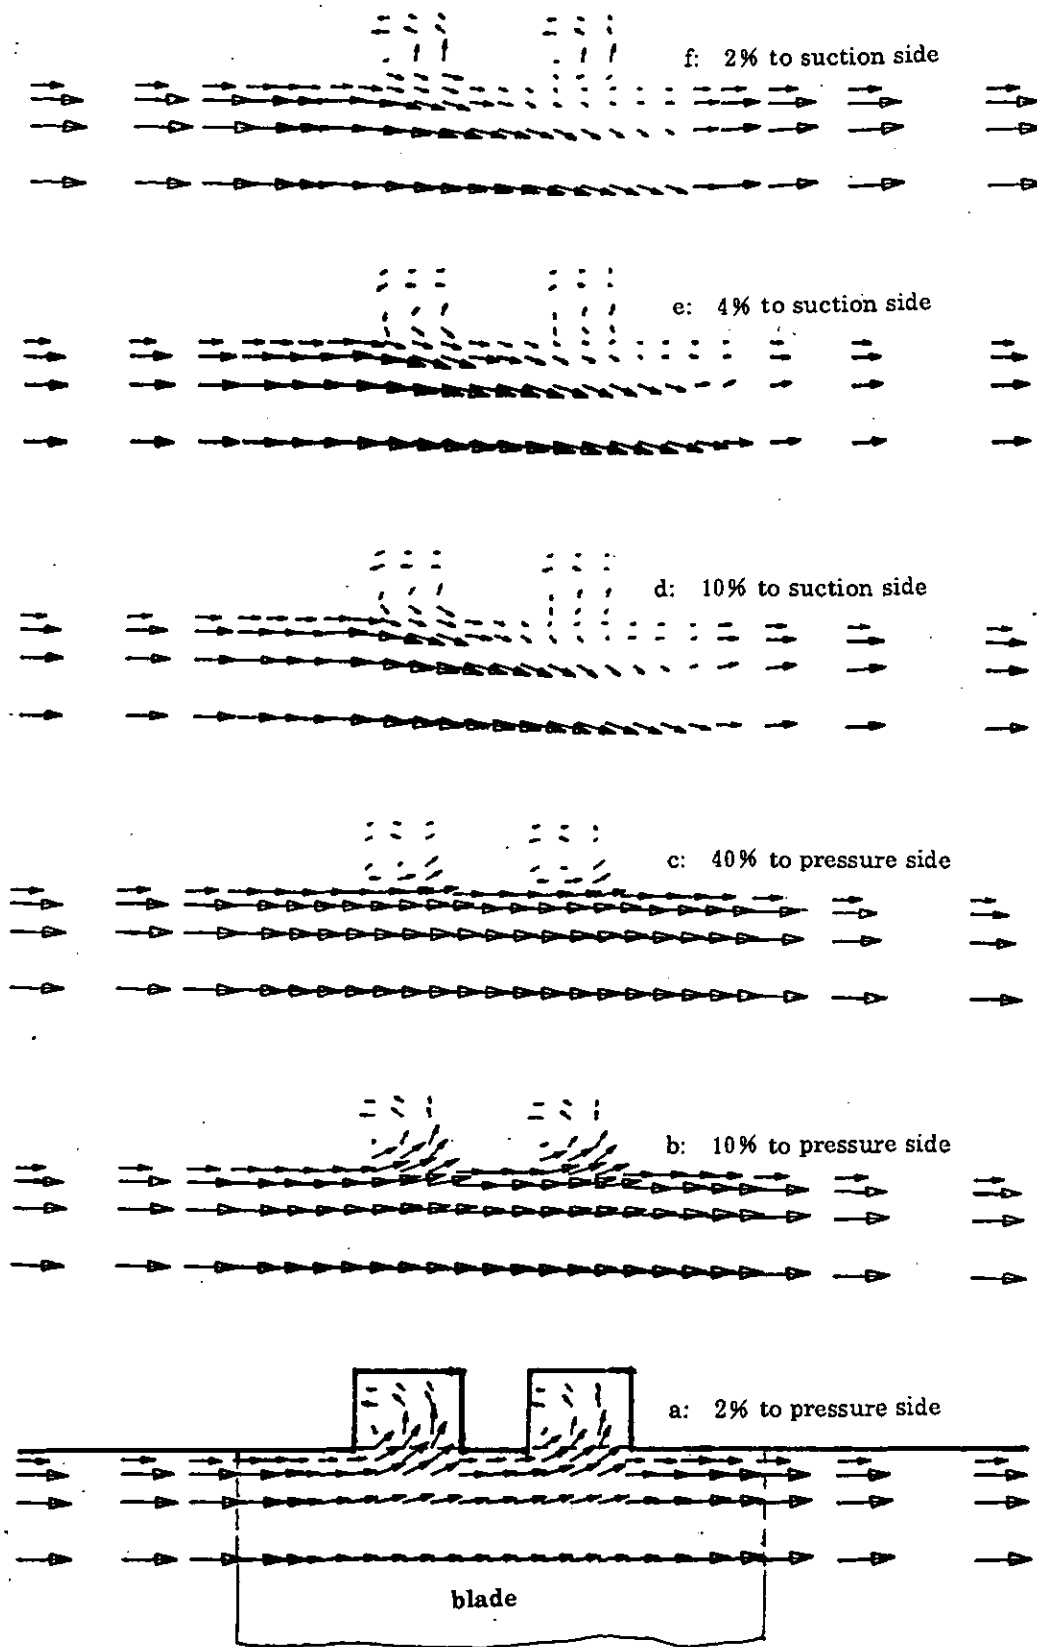 f: 2% to suction side
e: 4% to suction side
d: 10% to suction side
c: 40% to pressure side
b: 10% to pressure side
a: 2% to pressure side
blade